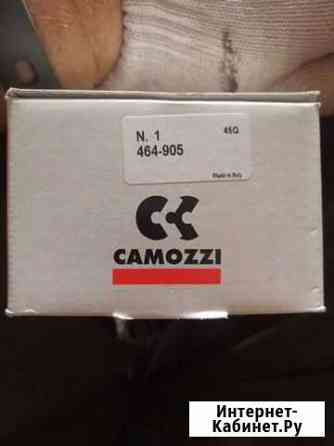 N. 1 45Q
464-905
Made in Italy
CAMOZZI
Интернет-
Кабинет.Ру